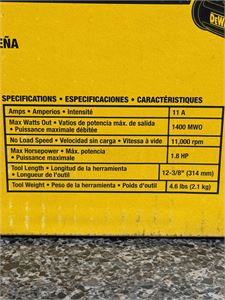 DEWA
EÑA
SPECIFICATIONS • ESPECIFICACIONES • CARACTÉRISTIQUES
Amps • Amperios • Intensité 11 A
Max Watts Out • Vatios de potencia máx. de salida
• Puissance maximale débitée 1400 MWO
No Load Speed • Velocidad sin carga • Vitesse à vide 11,000 rpm
Max Horsepower • Máx. potencia
• Puissance maximale 1.8 HP
Tool Length • Longitud de la herramienta
• Longueur de l'outil 12-3/8" (314 mm)
Tool Weight • Peso de la herramienta • Poids d'outil 4.6 lbs (2.1 kg)